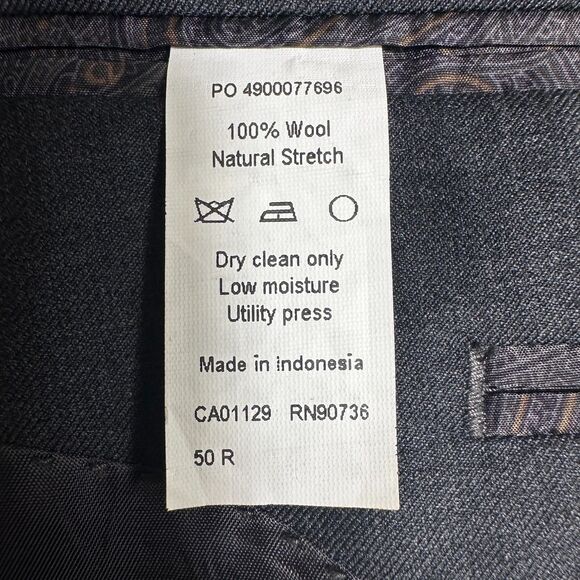 PO 4900077696
100% Wool
Natural Stretch
Dry clean only
Low moisture
Utility press
Made in Indonesia
CA01129 RN90736
50 R